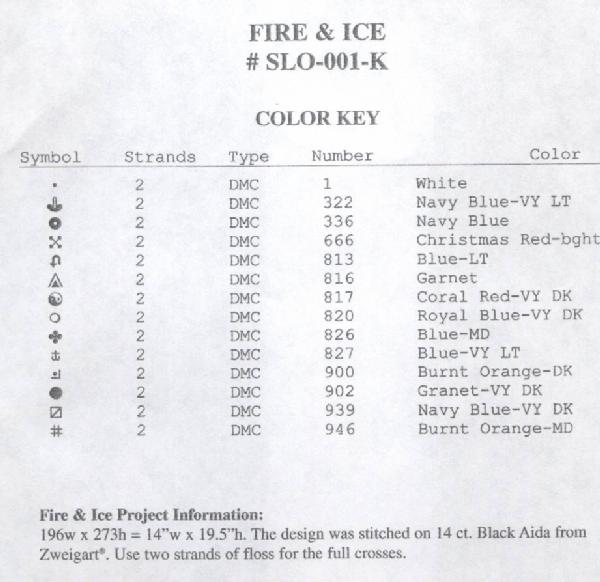 FIRE & ICE
# SLO-001-K
COLOR KEY
Symbol Strands Type Number Color
· 2 DMC 1 White
2 DMC 322 Navy Blue-VY LT
2 DMC 336 Navy Blue
2 DMC 666 Christmas Red-bght
2 DMC 813 Blue-LT
2 DMC 816 Garnet
2 DMC 817 Coral Red-VY DK
2 DMC 820 Royal Blue-VY DK
2 DMC 826 Blue-MD
2 DMC 827 Blue-VY LT
2 DMC 900 Burnt Orange-DK
2 DMC 902 Granet-VY DK
2 DMC 939 Navy Blue-VY DK
# 2 DMC 946 Burnt Orange-MD
Fire & Ice Project Information:
196w x 273h = 14"w x 19.5"h. The design was stitched on 14 ct. Black Aida from
Zweigart®. Use two strands of floss for the full crosses.